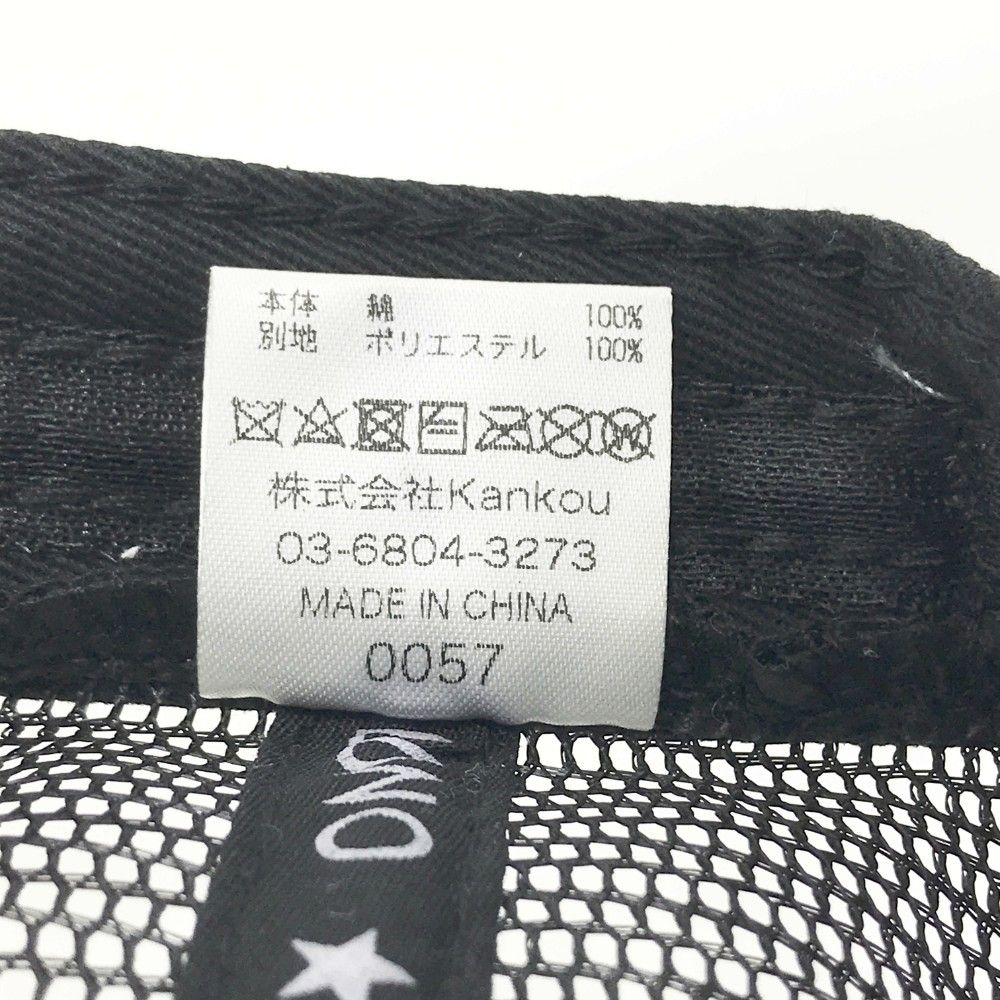 本体 綿 100%
別地 ポリエステル 100%
株式会社Kankou
03-6804-3273
MADE IN CHINA
0057